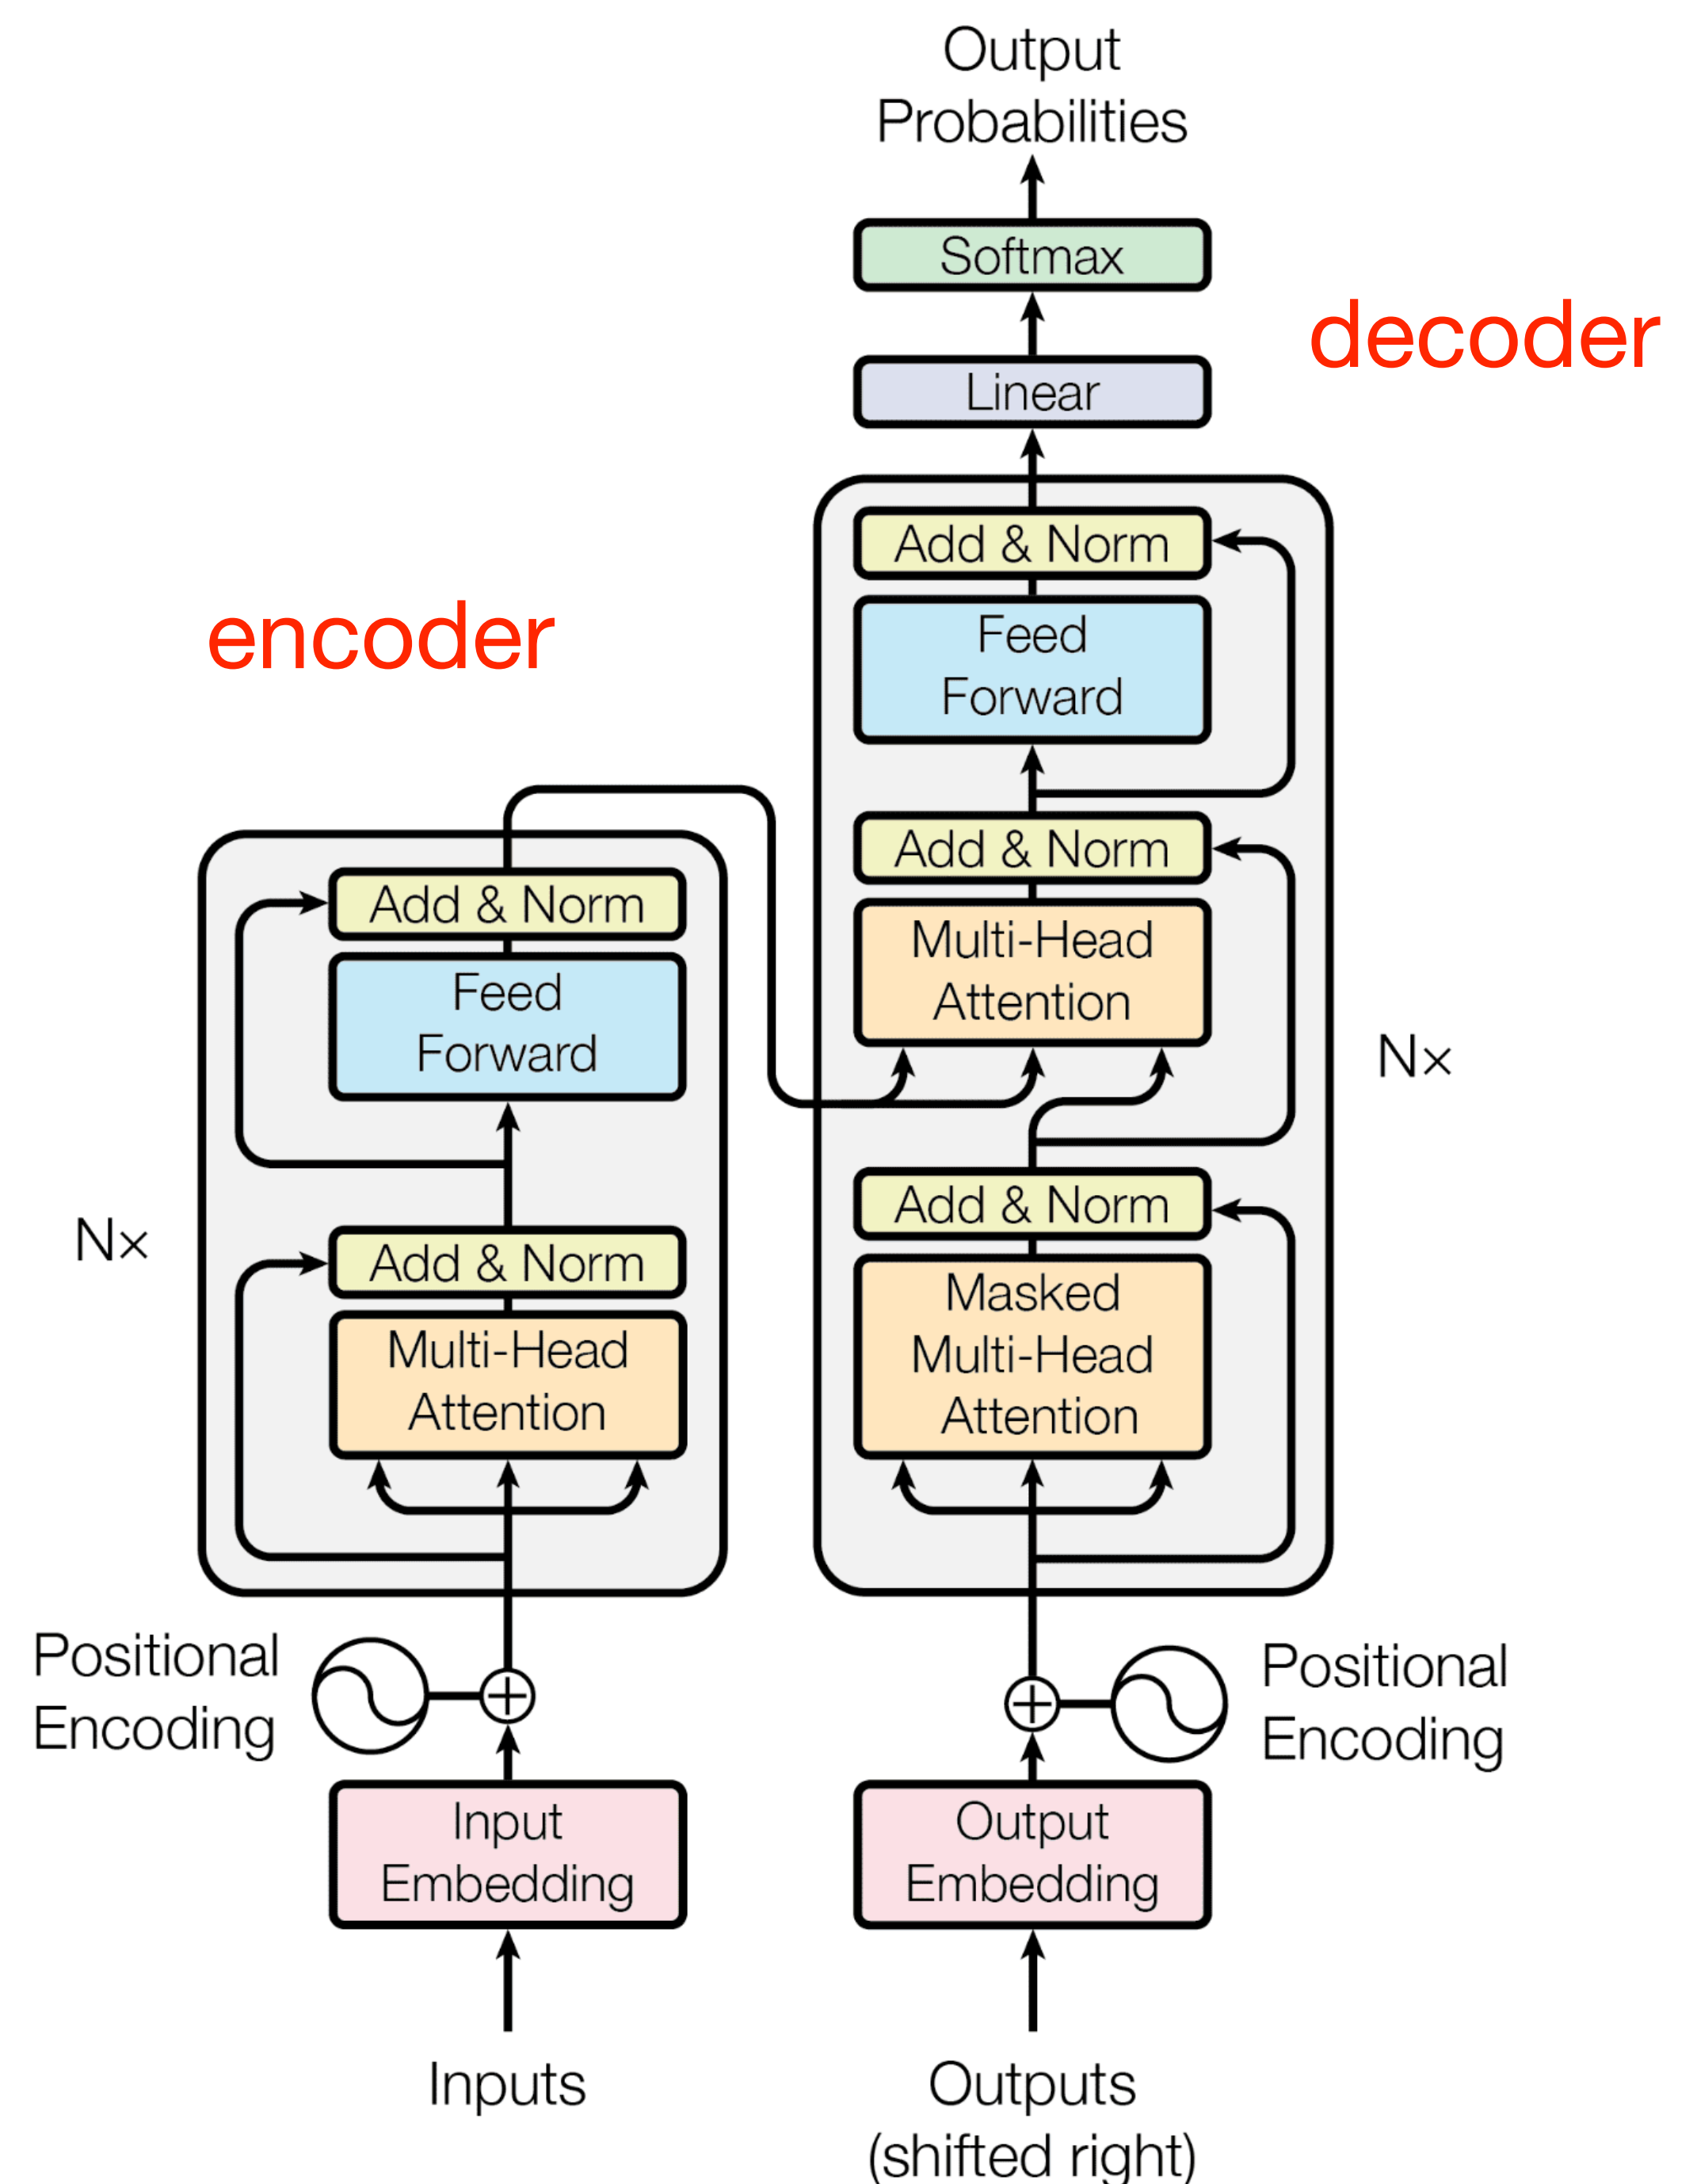 Output
Probabilities
Softmax
decoder
Linear
Add & Norm
Feed
Forward
Add & Norm
Multi-Head
Attention
N×
Add & Norm
Masked
Multi-Head
Attention
Positional
Encoding
Output
Embedding
Outputs
(shifted right)
encoder
Add & Norm
Feed
Forward
N×
Add & Norm
Multi-Head
Attention
Positional
Encoding
Input
Embedding
Inputs